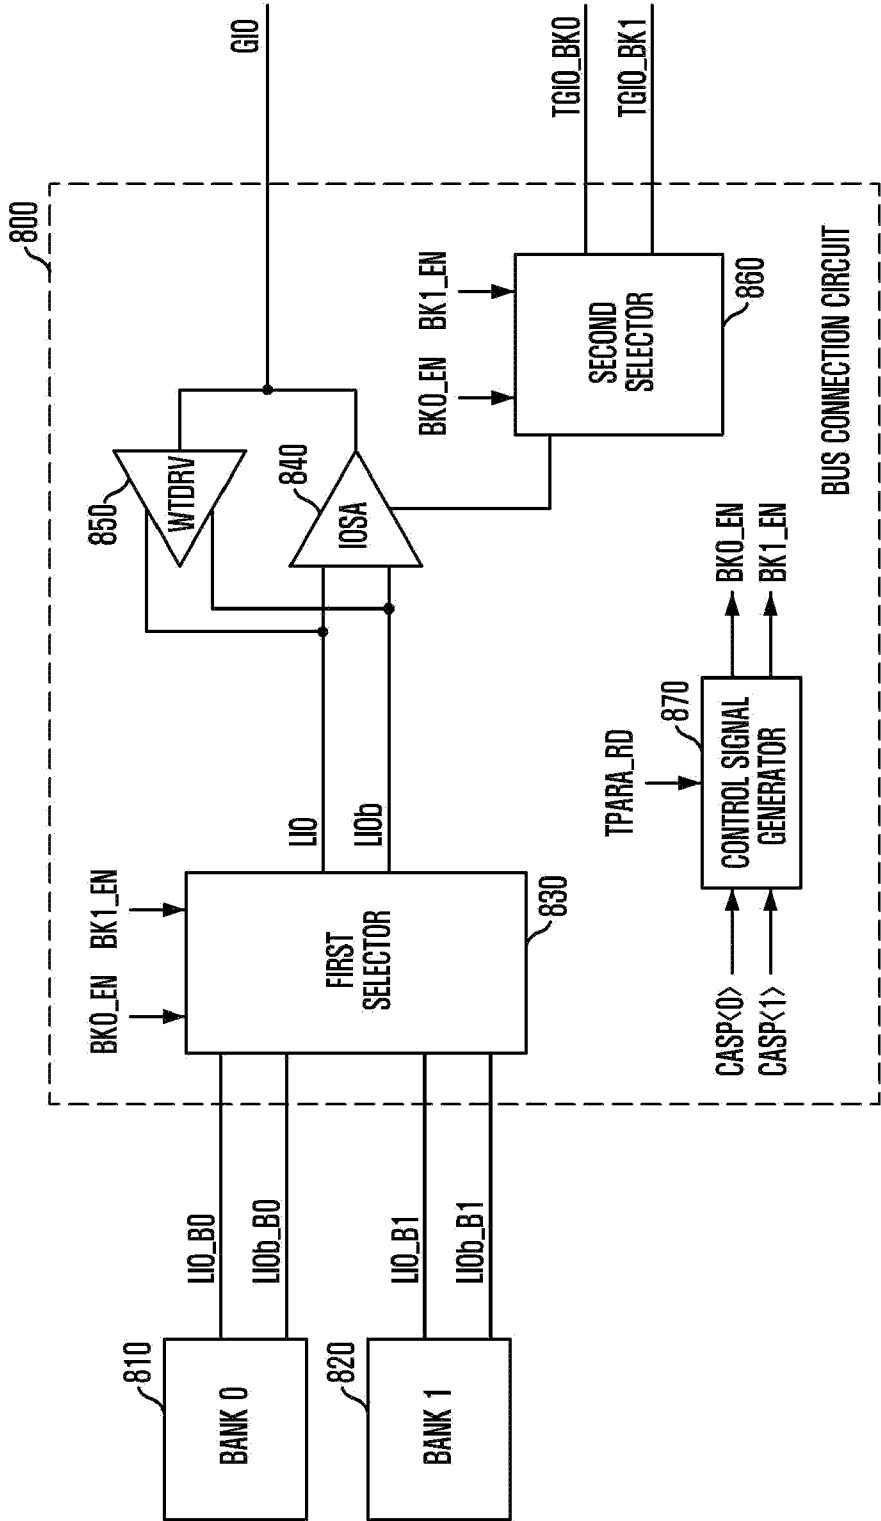 800
GIO
TGIO_BK0
TGIO_BK1
850
WTDRV
840
IOSA
BK0_EN
BK1_EN
SECOND
SELECTOR
860
BUS CONNECTION CIRCUIT
LIO
LIOb
BK0_EN
BK1_EN
FIRST
SELECTOR
830
TPARA_RD
870
CONTROL SIGNAL
GENERATOR
BK0_EN
BK1_EN
CASP<0>
CASP<1>
LIO_B0
LIOb_B0
LIO_B1
LIOb_B1
810
BANK 0
820
BANK 1